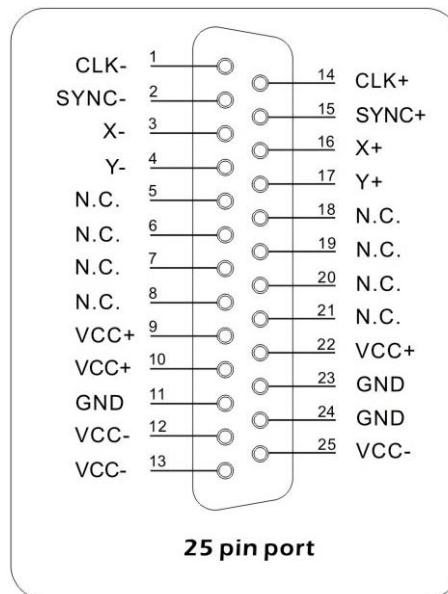 CLK- 1
SYNC- 2
X- 3
Y- 4
N.C. 5
N.C. 6
N.C. 7
N.C. 8
VCC+ 9
VCC+ 10
GND 11
VCC- 12
VCC- 13
14 CLK+
15 SYNC+
16 X+
17 Y+
18 N.C.
19 N.C.
20 N.C.
21 N.C.
22 VCC+
23 GND
24 GND
25 VCC-
25 pin port